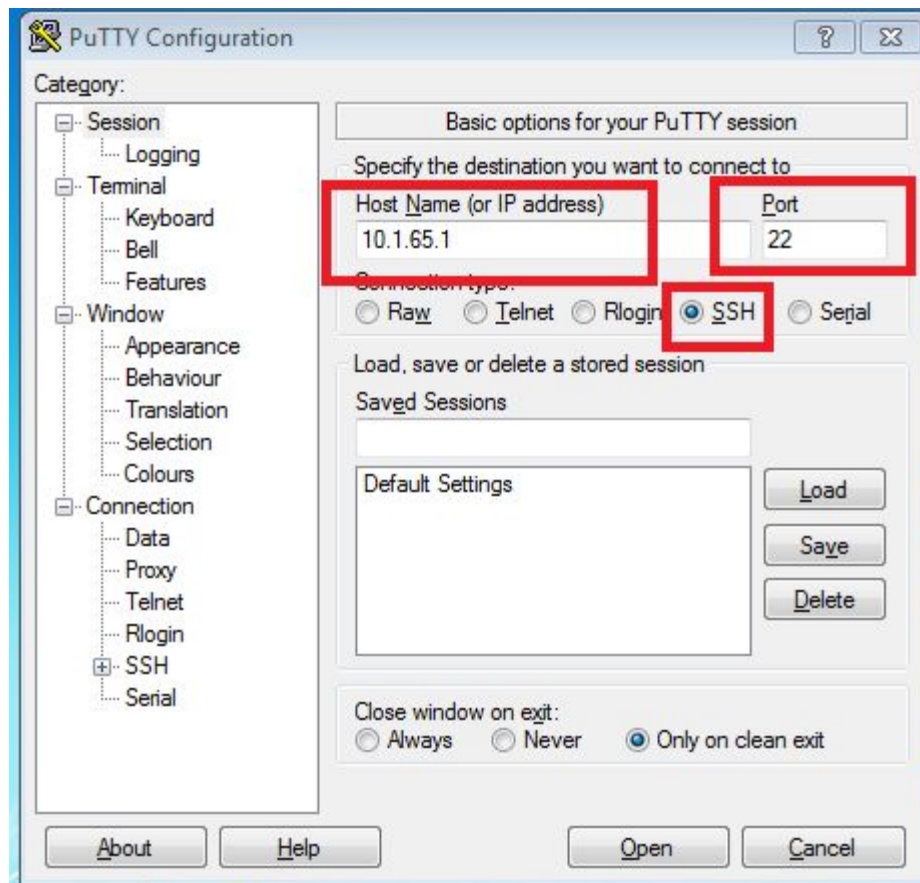 PuTTY Configuration
Category:
Session
Logging
Terminal
Keyboard
Bell
Features
Window
Appearance
Behaviour
Translation
Selection
Colours
Connection
Data
Proxy
Telnet
Rlogin
SSH
Serial
Basic options for your PuTTY session
Specify the destination you want to connect to
Host Name (or IP address) Port
10.1.65.1 22
Connection type:
Raw Telnet Rlogin SSH Serial
Load, save or delete a stored session
Saved Sessions
Default Settings
Load
Save
Delete
Close window on exit:
Always Never Only on clean exit
About Help Open Cancel